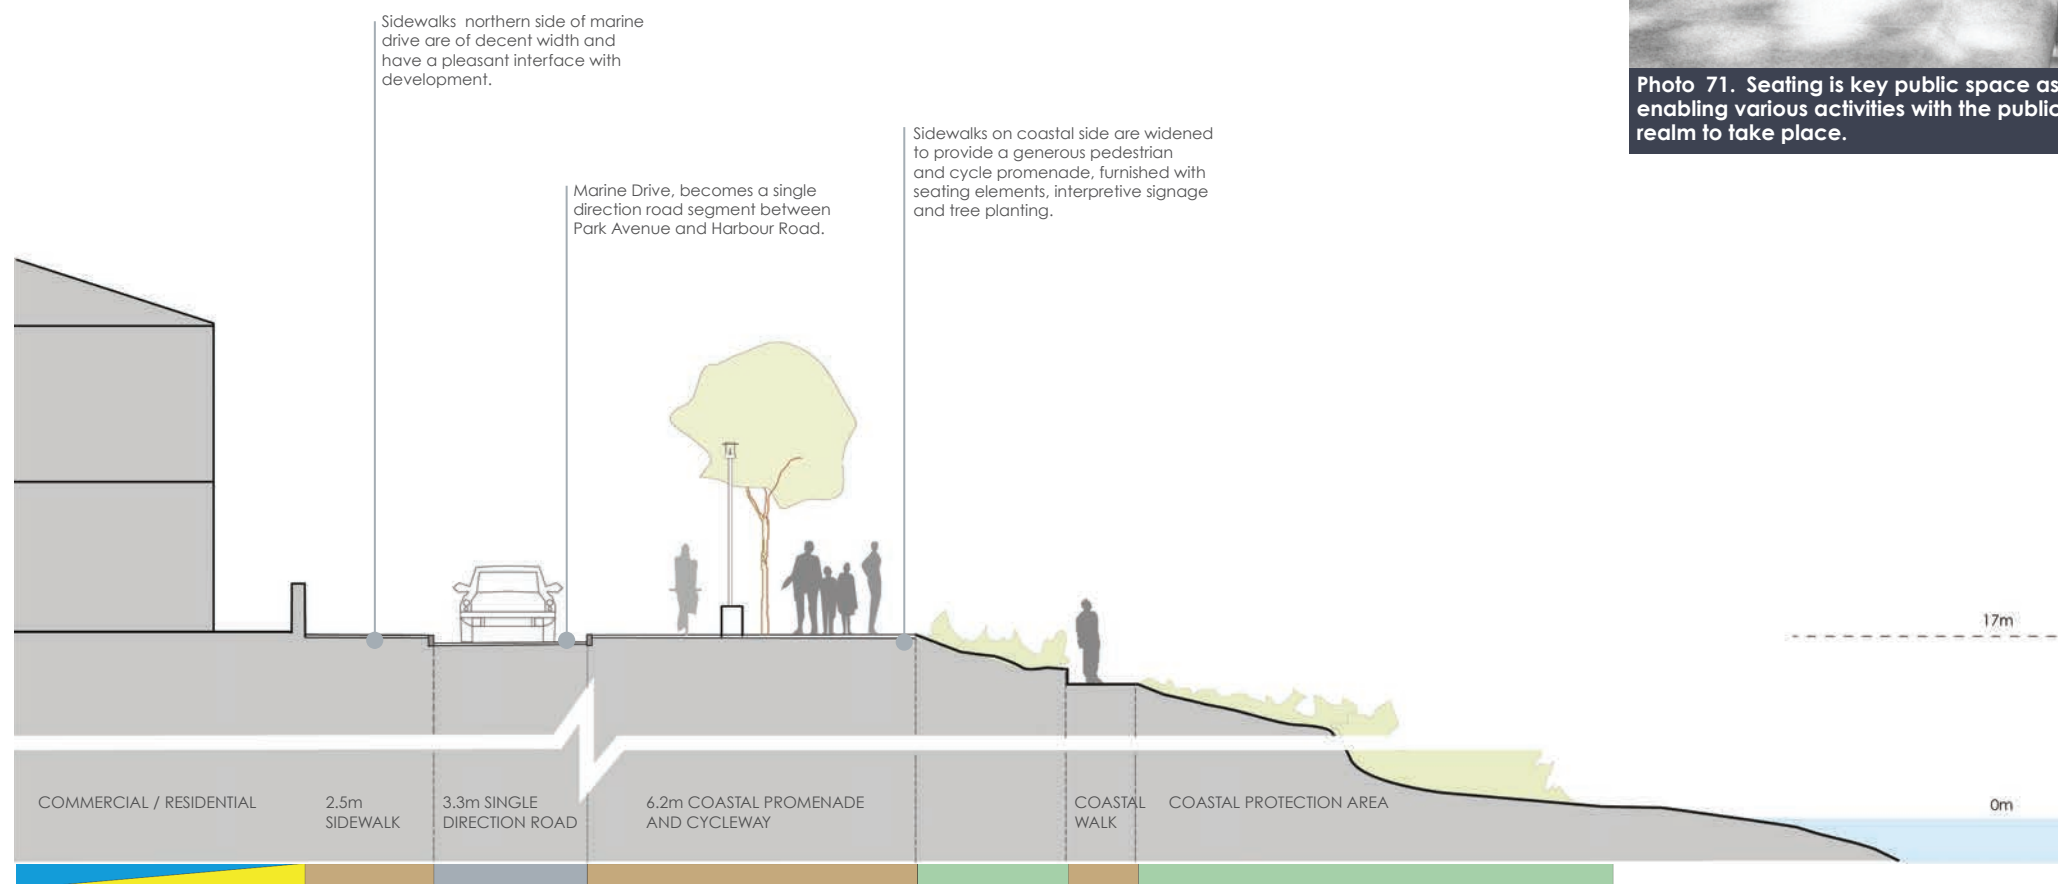 Sidewalks northern side of marine
drive are of decent width and
have a pleasant interface with
development.
Marine Drive, becomes a single
direction road segment between
Park Avenue and Harbour Road.
Sidewalks on coastal side are widened
to provide a generous pedestrian
and cycle promenade, furnished with
seating elements, interpretive signage
and tree planting.
Photo 71. Seating is key public space as
enabling various activities with the public
realm to take place.
17m
0m
COMMERCIAL / RESIDENTIAL
2.5m
SIDEWALK
3.3m SINGLE
DIRECTION ROAD
6.2m COASTAL PROMENADE
AND CYCLEWAY
COASTAL
WALK
COASTAL PROTECTION AREA